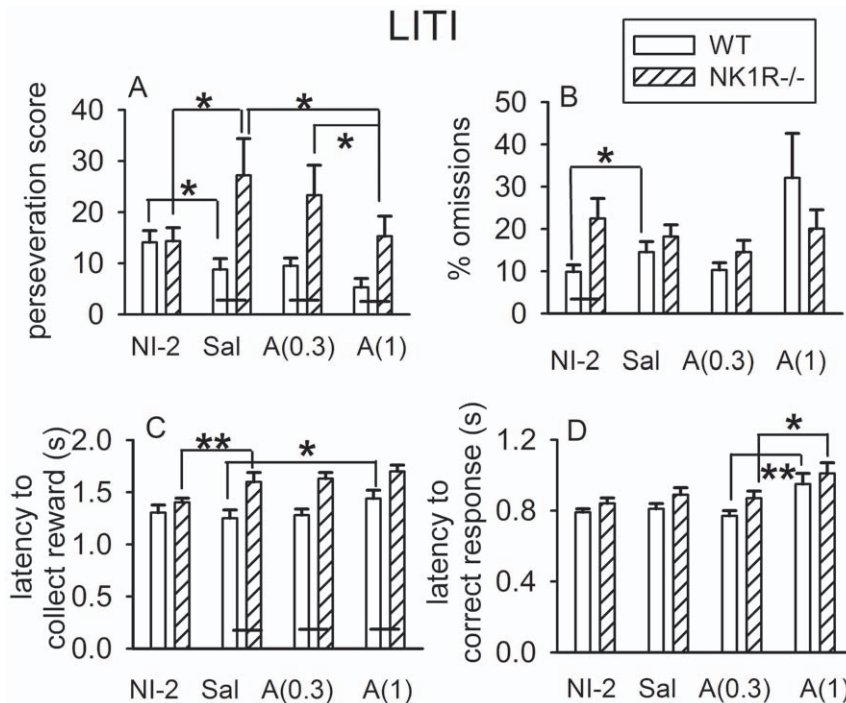 LITI
WT
NK1R-/-
A
*
*
*
*
perseveration score
40
30
20
10
0
NI-2 Sal A(0.3) A(1)
B
*
% omissions
50
40
30
20
10
0
NI-2 Sal A(0.3) A(1)
C
**
*
latency to
collect reward (s)
2.0
1.5
1.0
0.5
0.0
NI-2 Sal A(0.3) A(1)
D
*
**
latency to
correct response (s)
1.2
0.8
0.4
0.0
NI-2 Sal A(0.3) A(1)